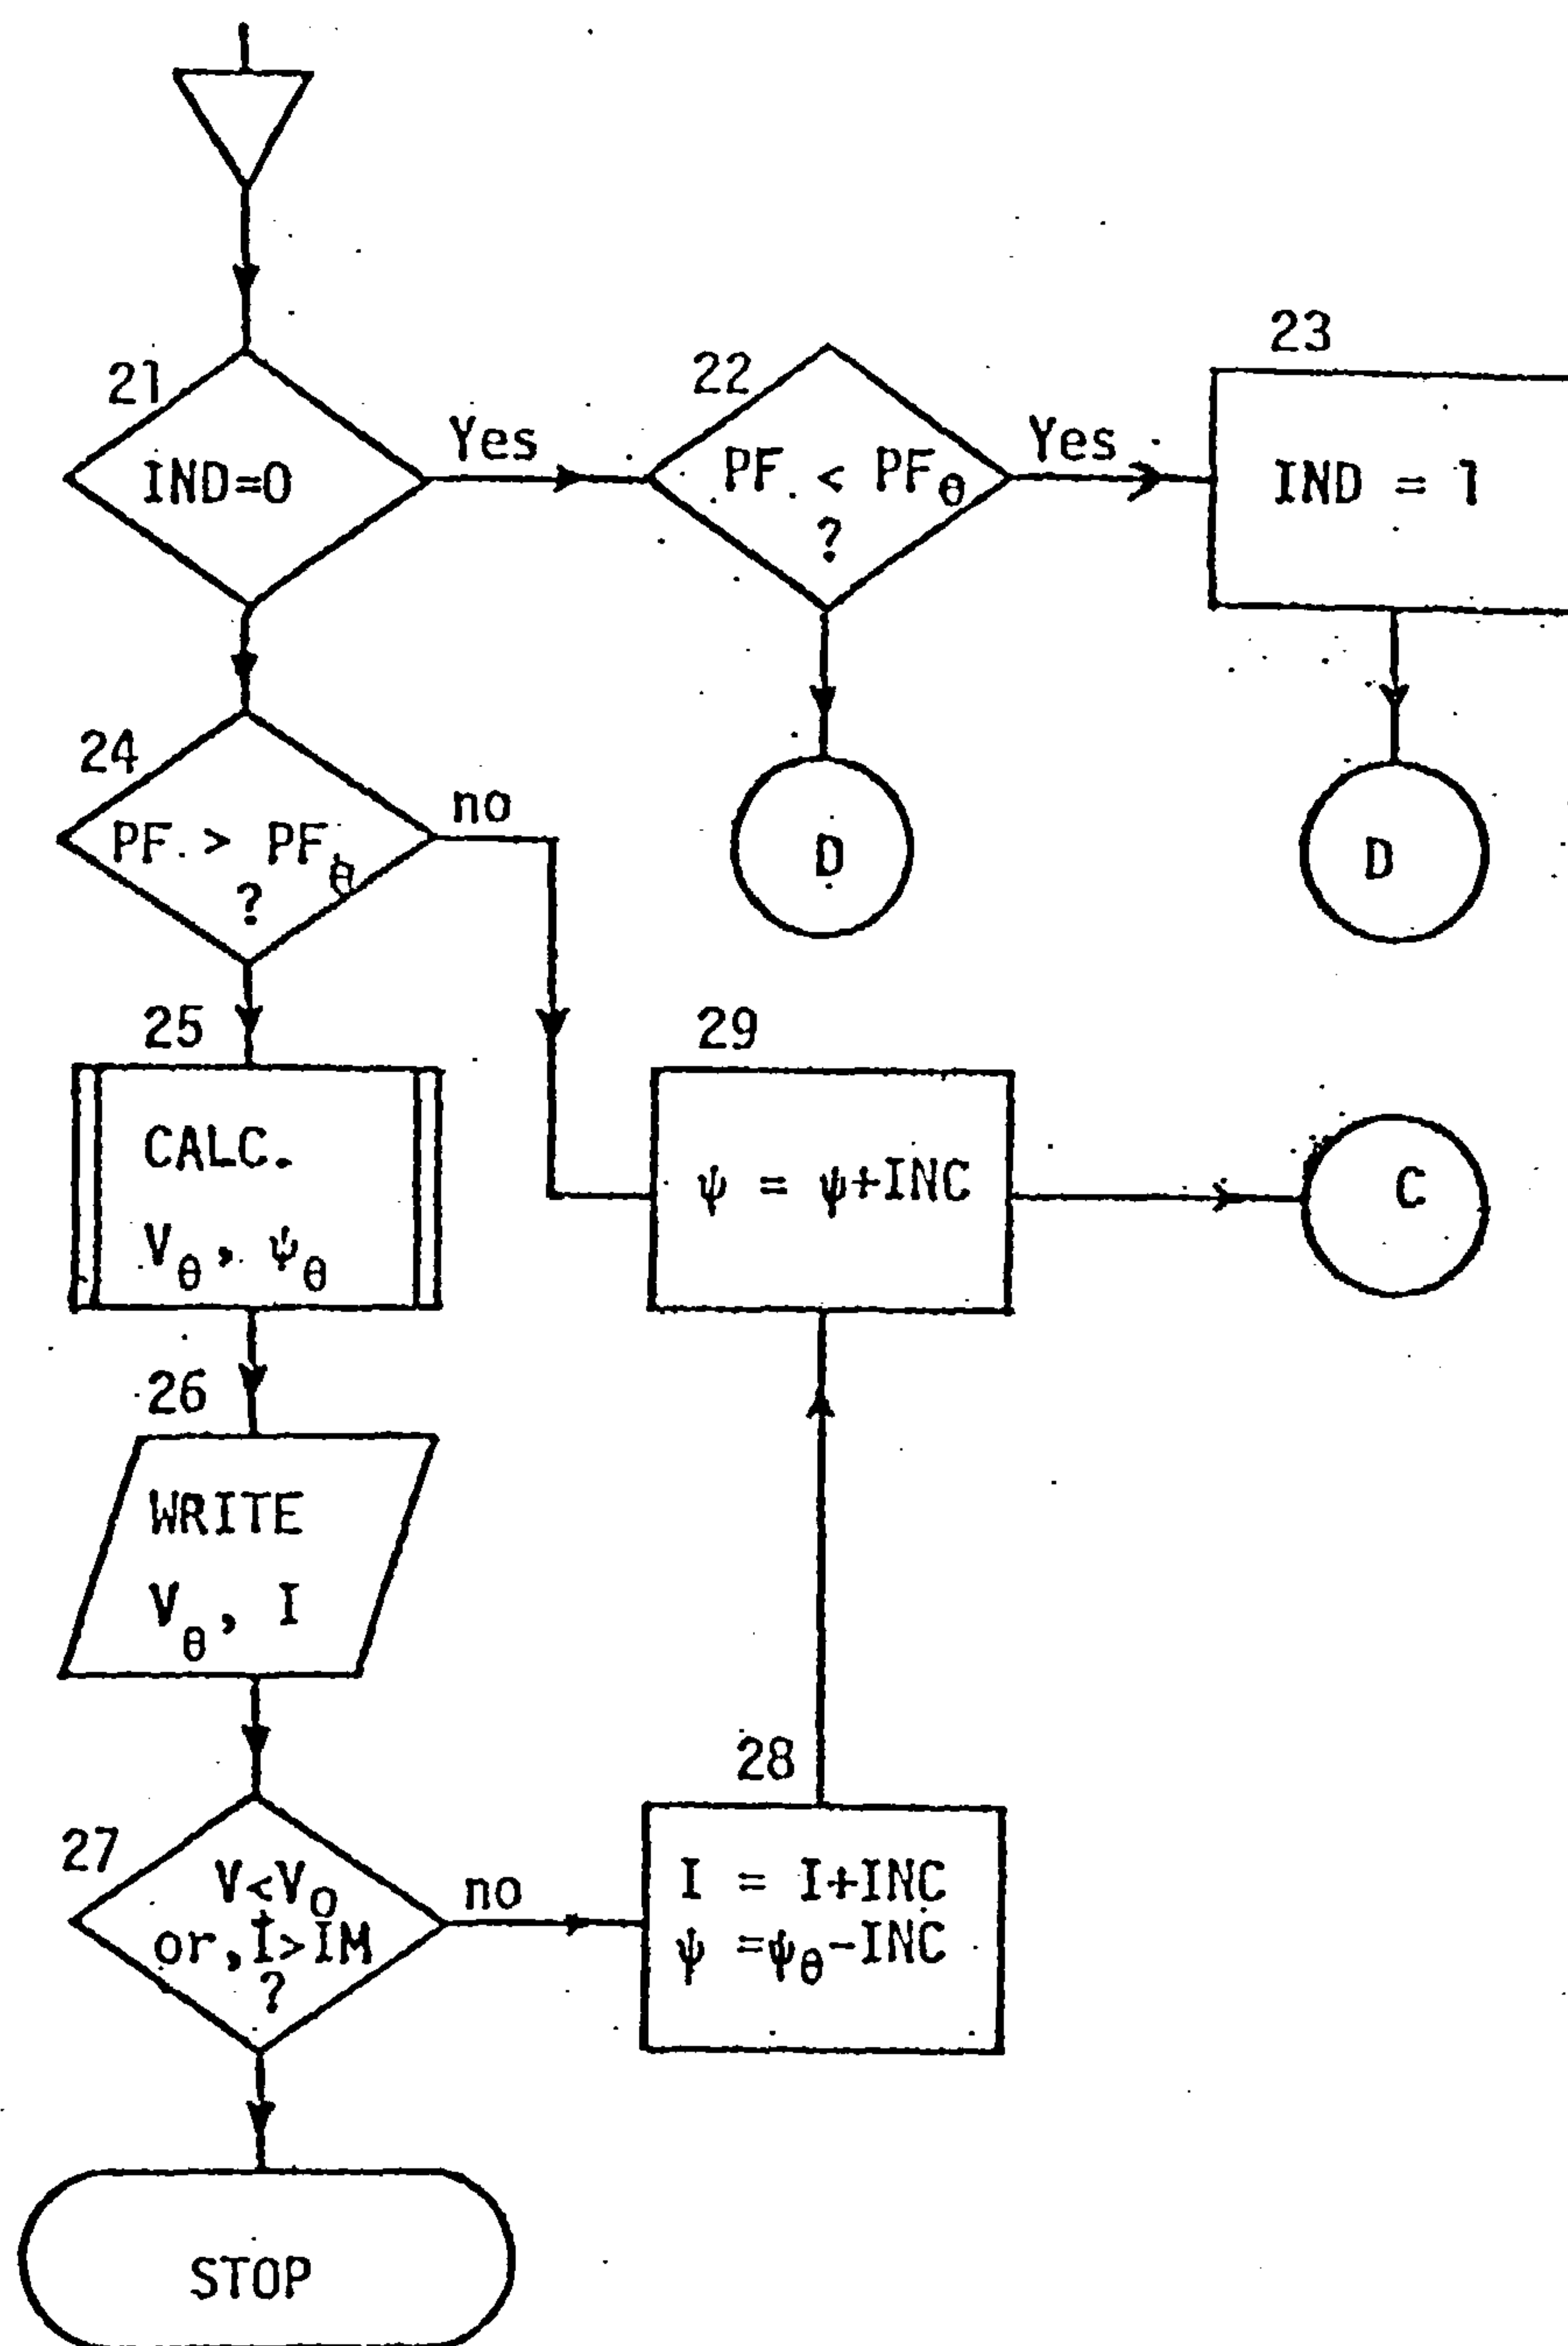 21
IND=0
Yes
22
PF. < PFθ
?
Yes
23
IND = 1
D
D
24
PF. > PFθ
?
no
25
CALC.
Vθ, ψθ
29
ψ = ψ+INC
C
26
WRITE
Vθ, I
27
V<V0
or,I>IM
?
no
28
I = I+INC
ψ =ψθ-INC
STOP